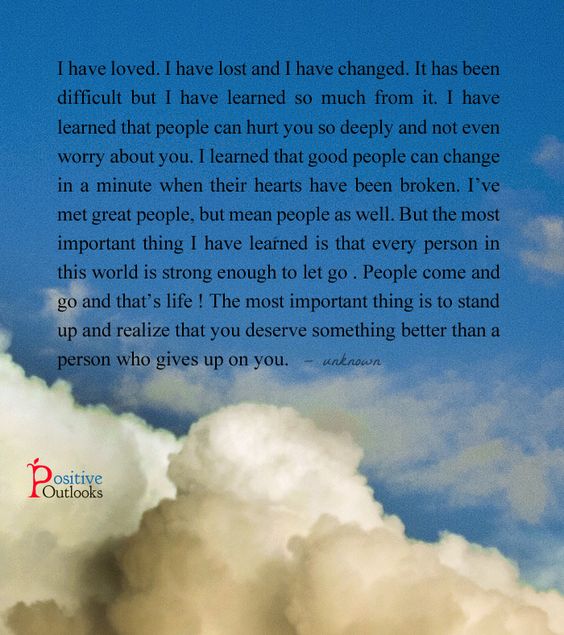 I have loved. I have lost and I have changed. It has been
difficult but I have learned so much from it. I have
learned that people can hurt you so deeply and not even
worry about you. I learned that good people can change
in a minute when their hearts have been broken. I've
met great people, but mean people as well. But the most
important thing I have learned is that every person in
this world is strong enough to let go . People come and
go and that's life ! The most important thing is to stand
up and realize that you deserve something better than a
person who gives up on you. – unknown
Positive
Outlooks